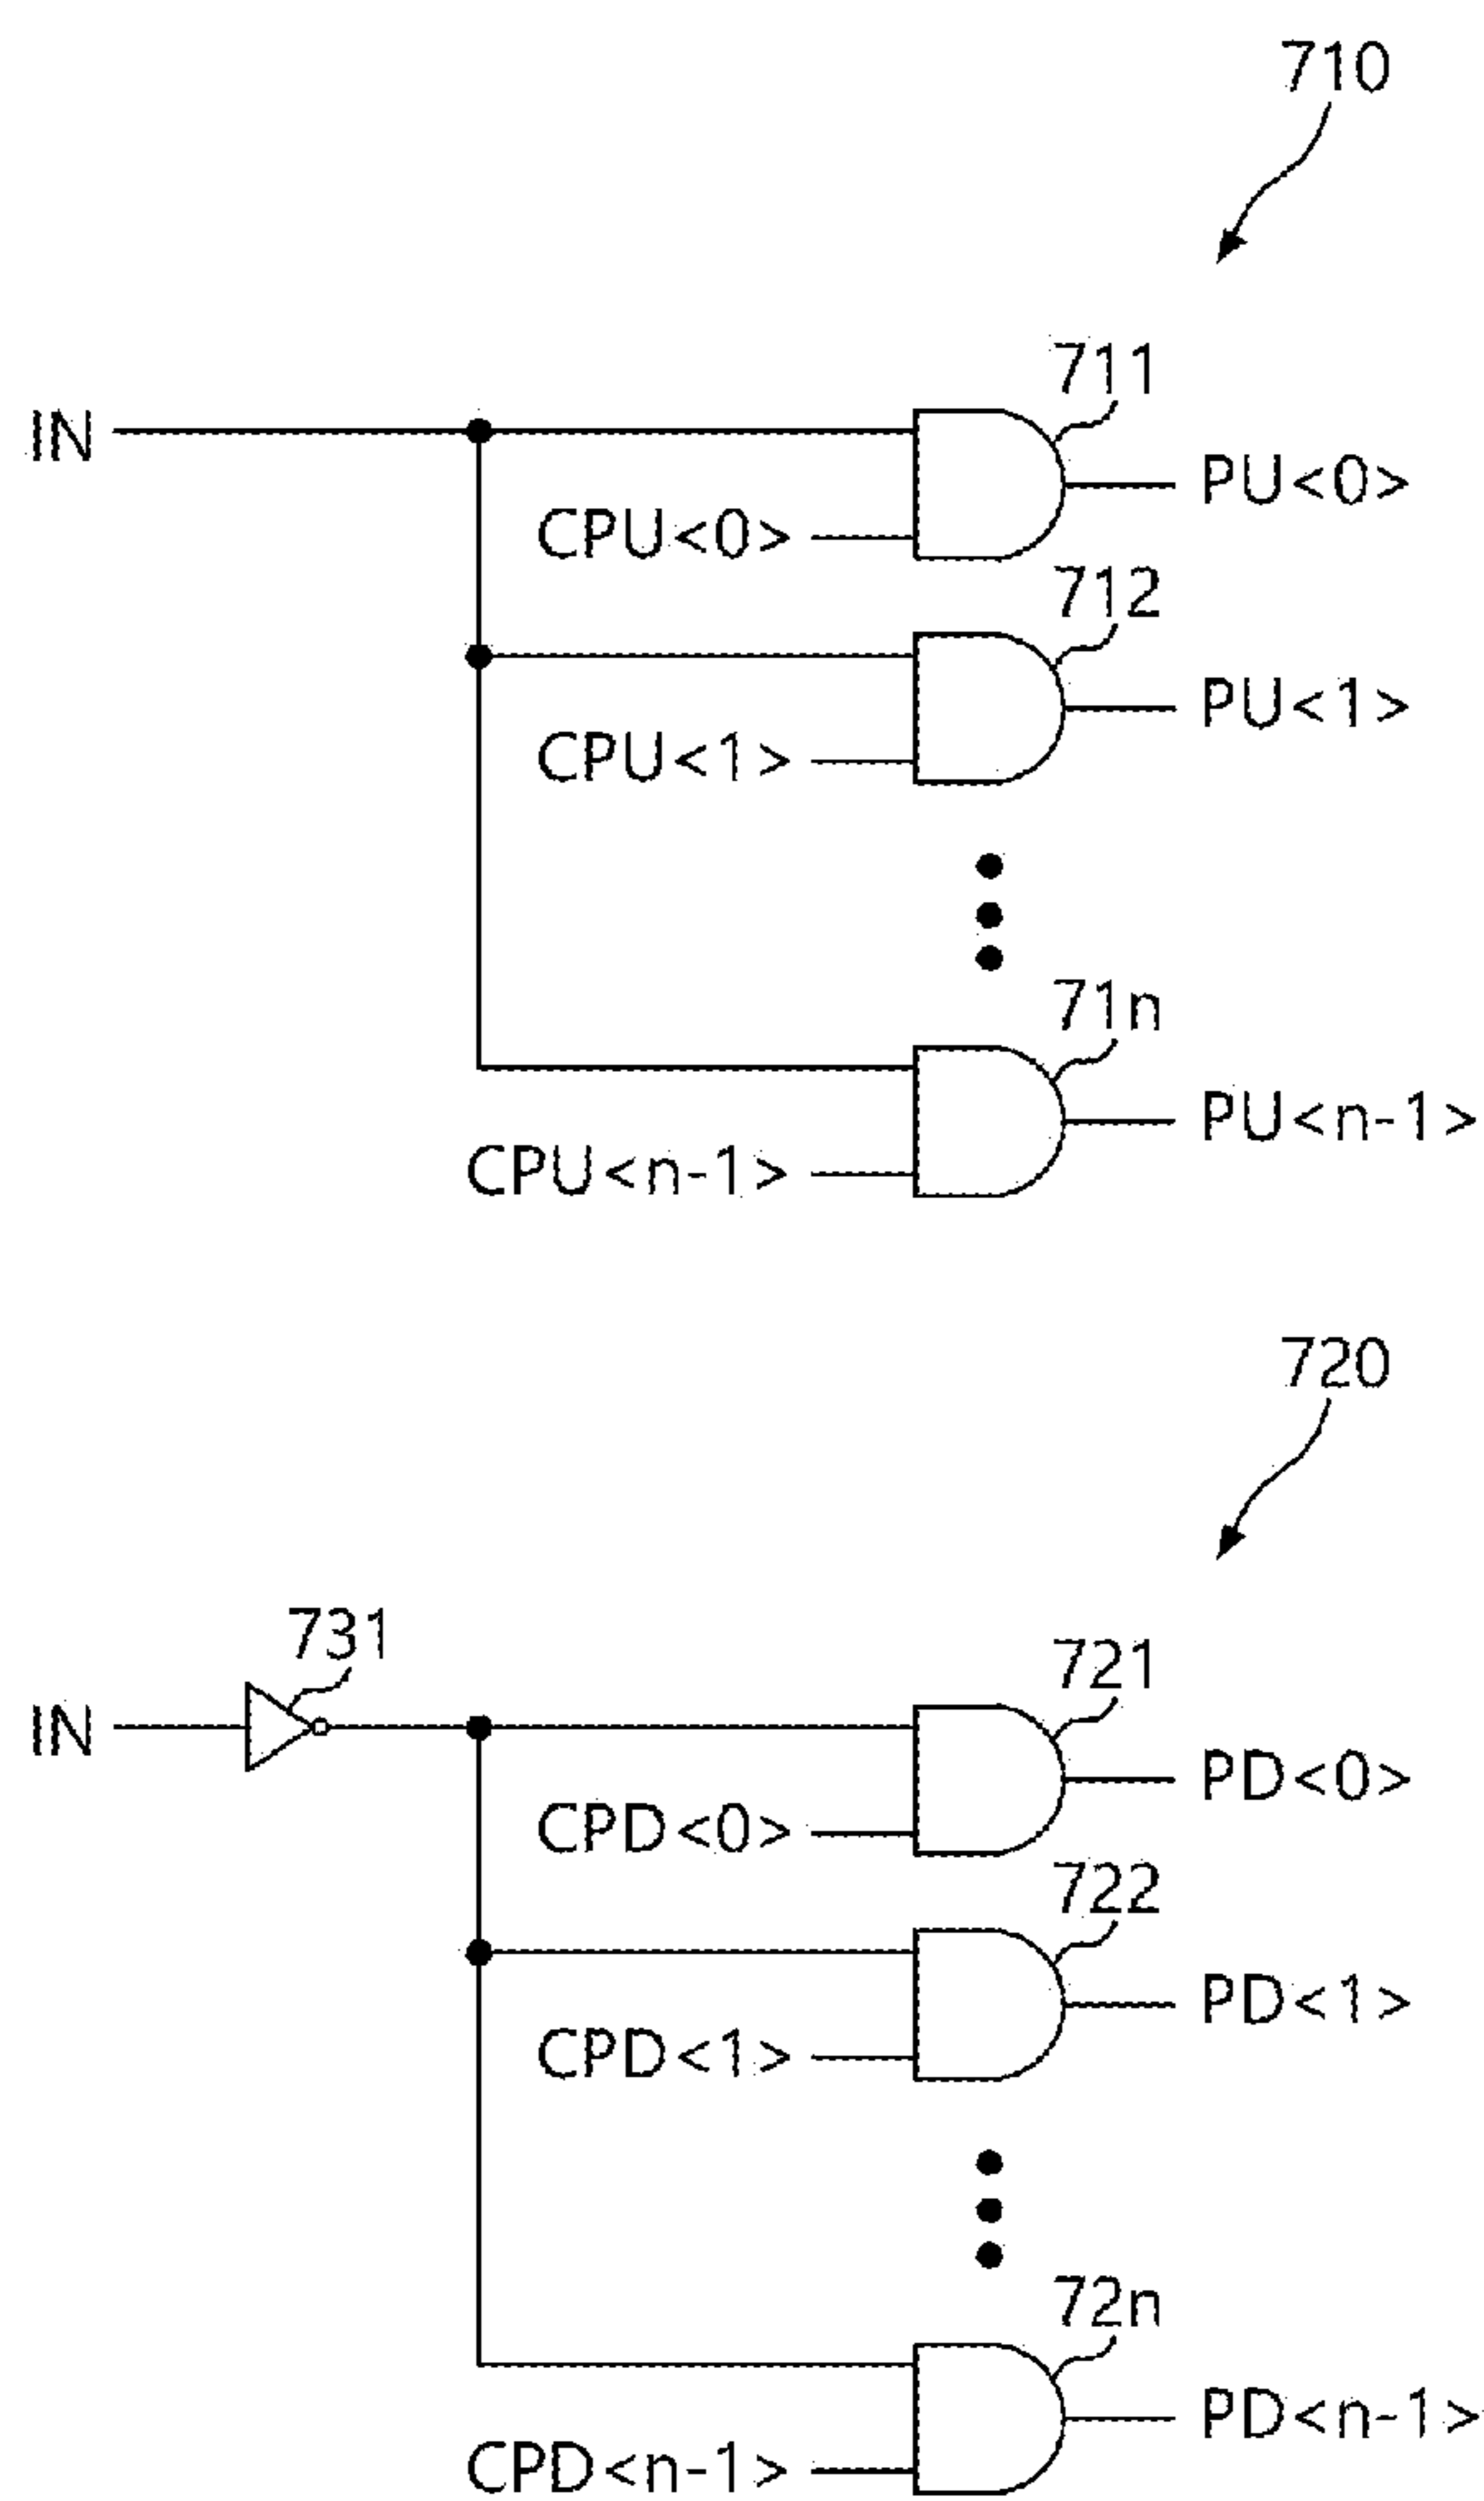 710
711
IN
PU<0>
CPU<0>
712
PU<1>
CPU<1>
71n
PU<n-1>
CPU<n-1>
720
731
721
IN
PD<0>
CPD<0>
722
PD<1>
CPD<1>
72n
PD<n-1>
CPD<n-1>